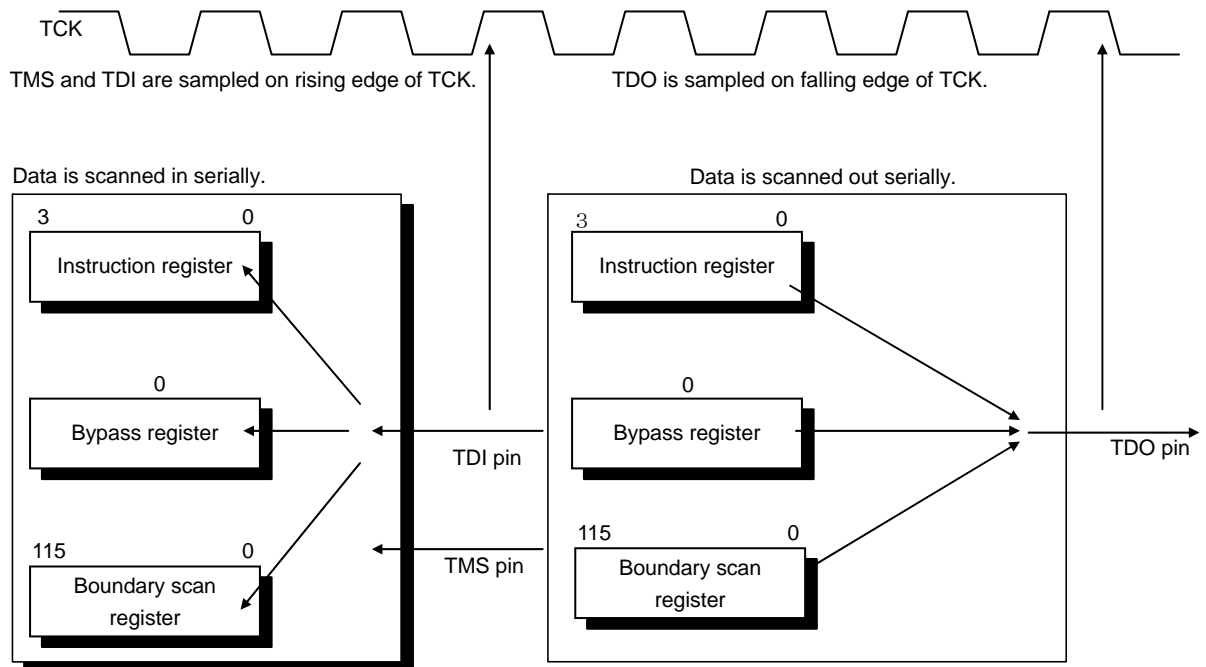 TCK
TMS and TDI are sampled on rising edge of TCK.
TDO is sampled on falling edge of TCK.
Data is scanned in serially.
3 0
Instruction register
0
Bypass register
115 0
Boundary scan
register
TDI pin
TMS pin
Data is scanned out serially.
3 0
Instruction register
0
Bypass register
115 0
Boundary scan
register
TDO pin